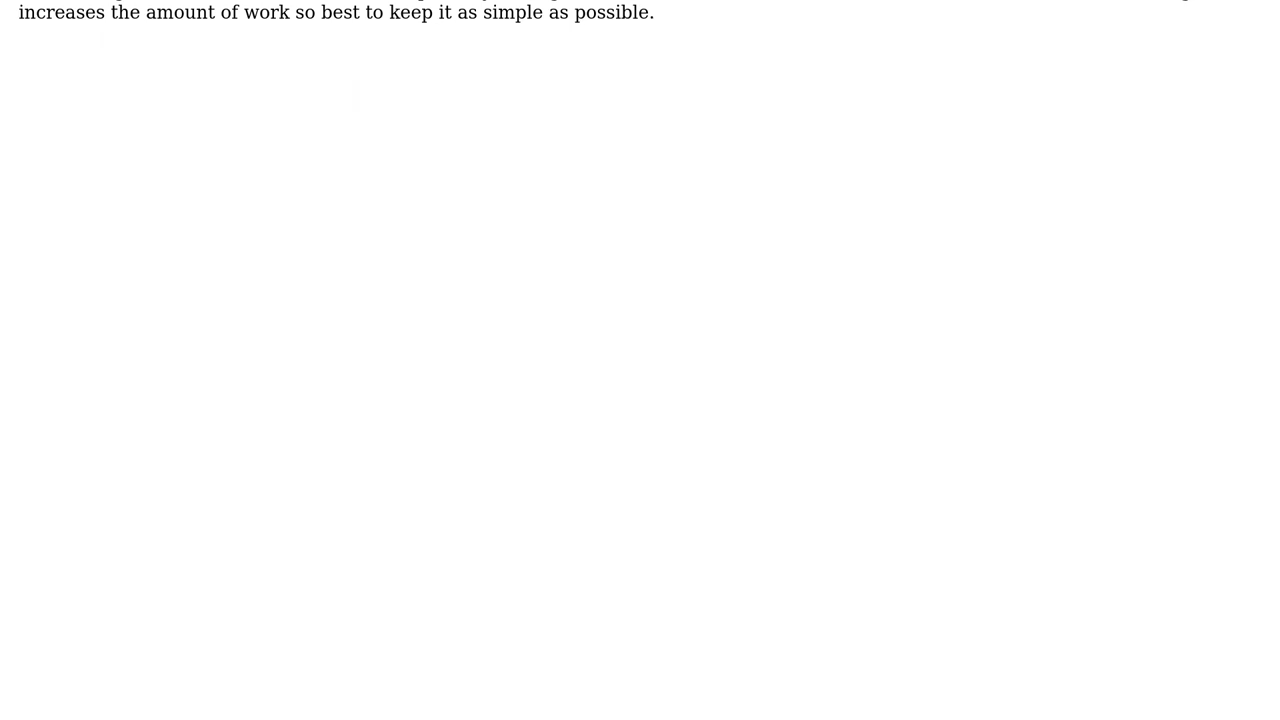 increases the amount of work so best to keep it as simple as possible.